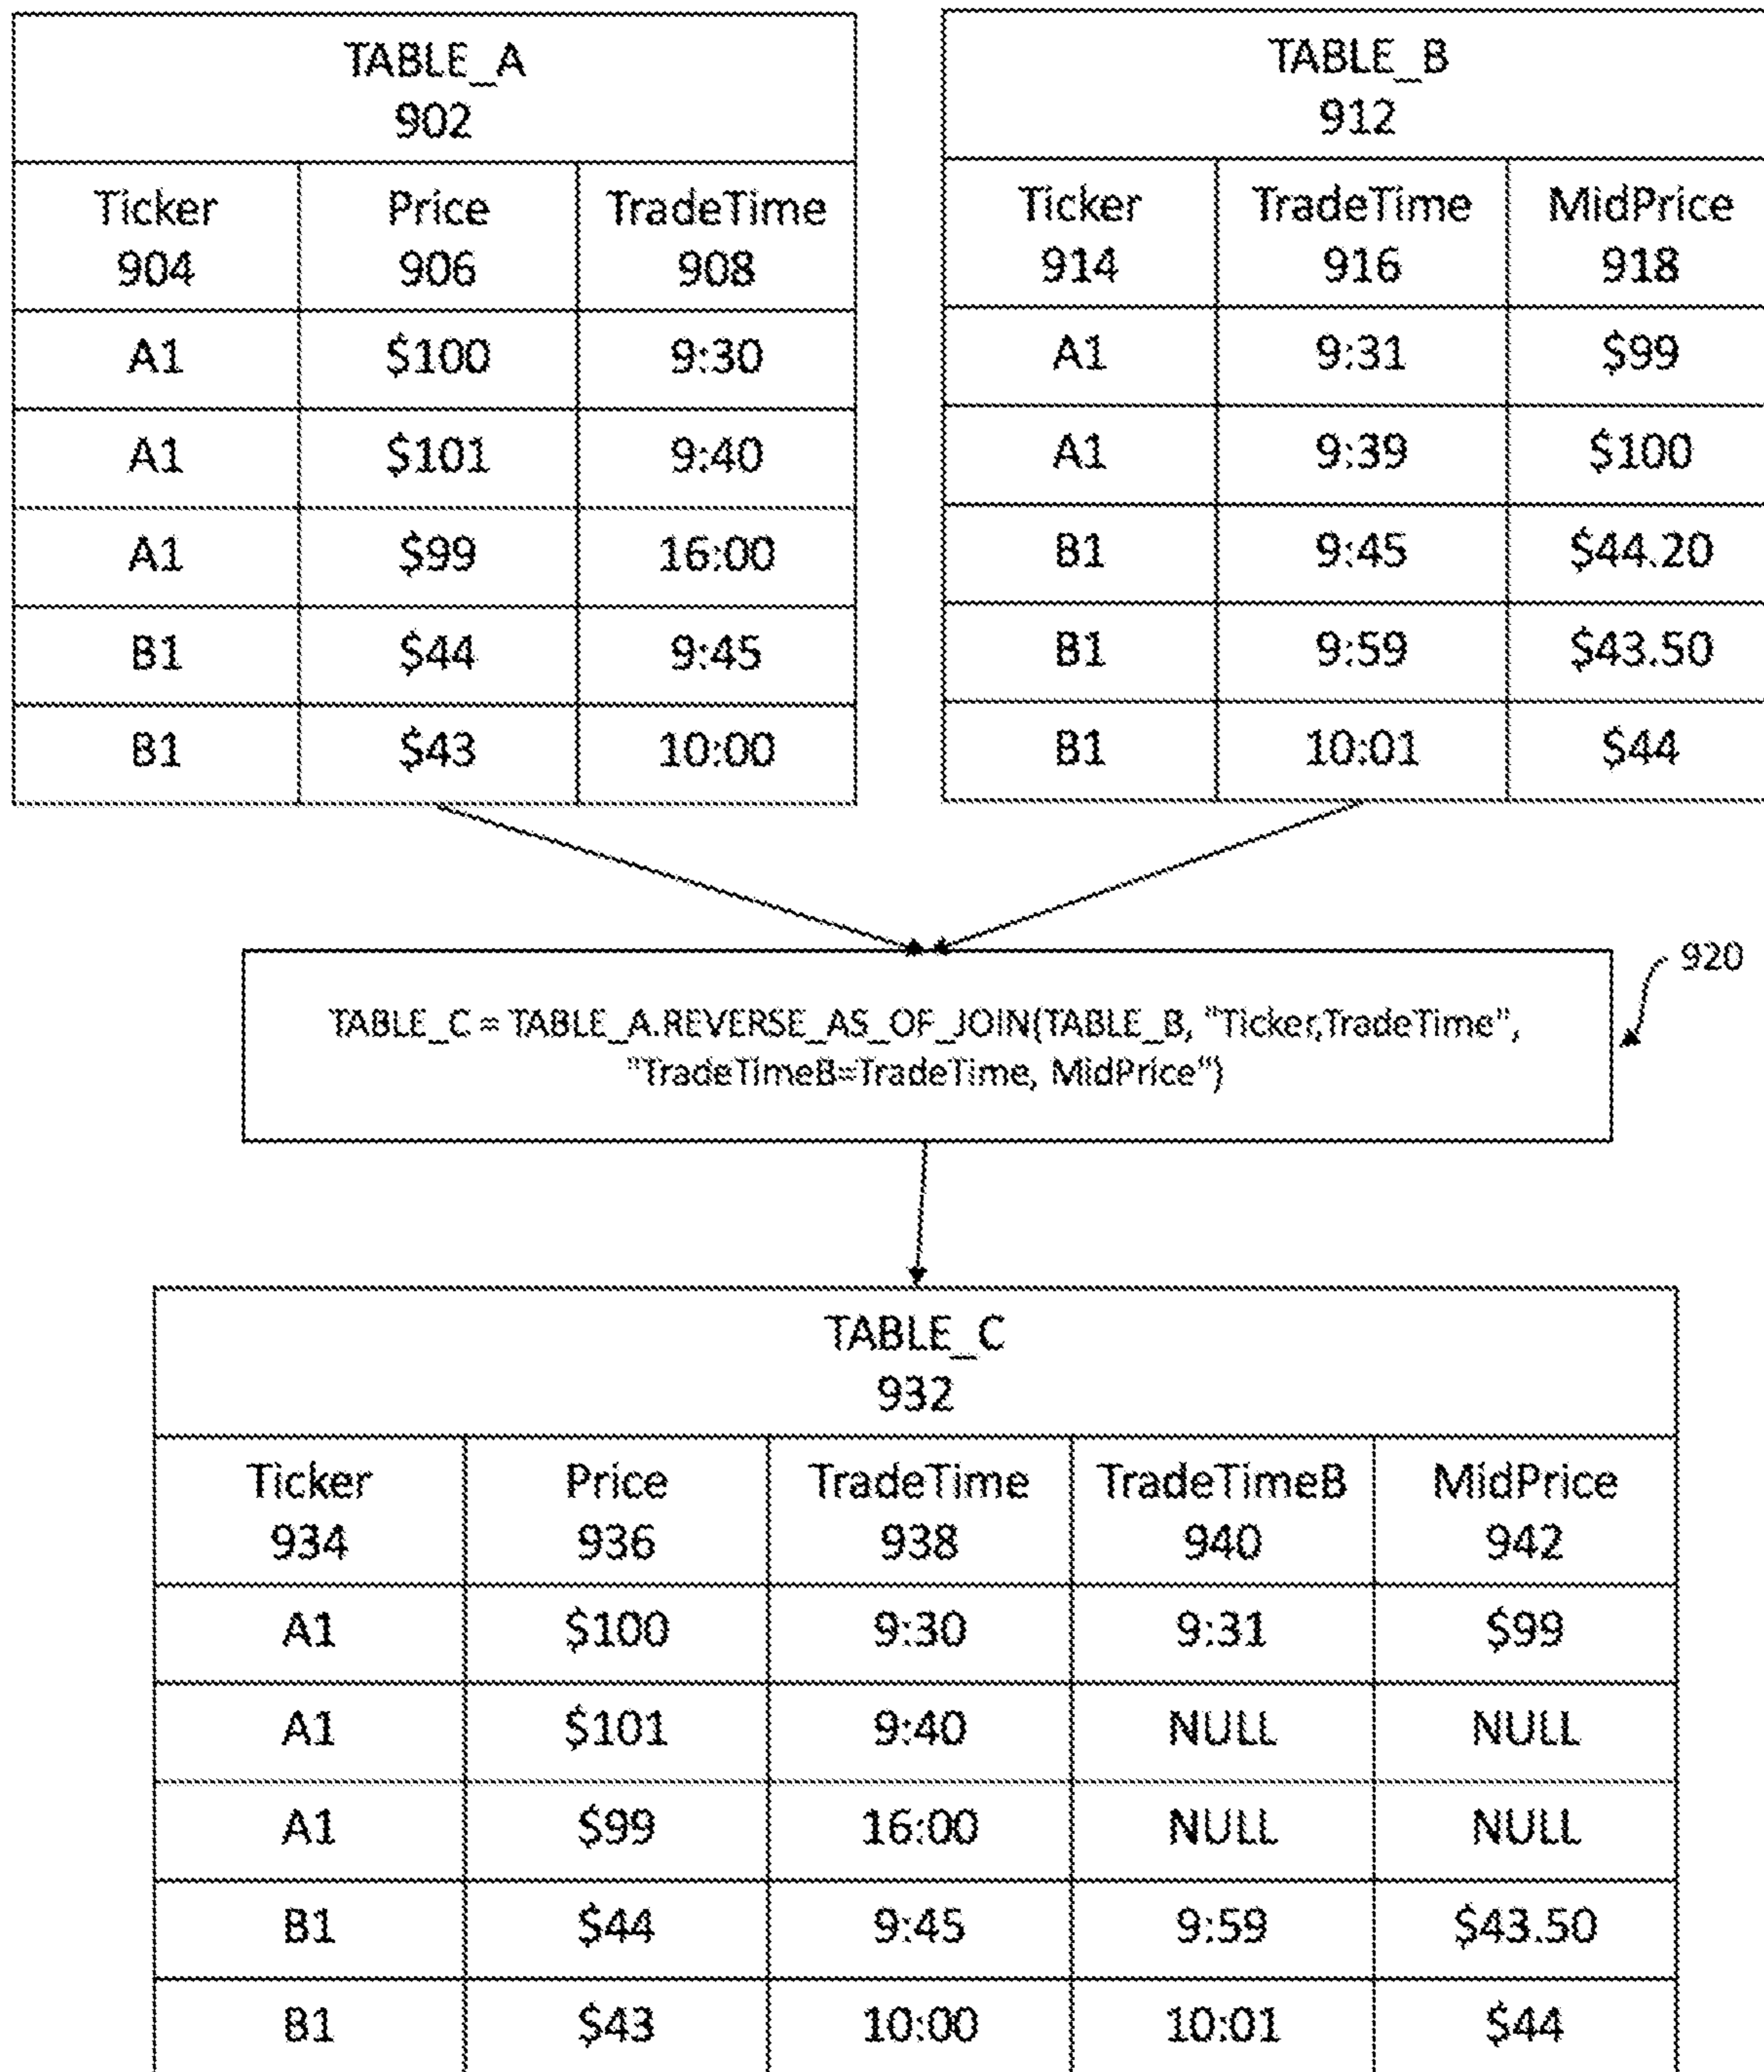 TABLE_A
902
Ticker Price TradeTime
904 906 908
A1 $100 9:30
A1 $101 9:40
A1 $99 16:00
B1 $44 9:45
B1 $43 10:00
TABLE_B
912
Ticker TradeTime MidPrice
914 916 918
A1 9:31 $99
A1 9:39 $100
B1 9:45 $44.20
B1 9:59 $43.50
B1 10:01 $44
920
TABLE_C = TABLE_A.REVERSE_AS_OF_JOIN(TABLE_B, "Ticker,TradeTime",
"TradeTimeB=TradeTime, MidPrice")
TABLE_C
932
Ticker Price TradeTime TradeTimeB MidPrice
934 936 938 940 942
A1 $100 9:30 9:31 $99
A1 $101 9:40 NULL NULL
A1 $99 16:00 NULL NULL
B1 $44 9:45 9:59 $43.50
B1 $43 10:00 10:01 $44